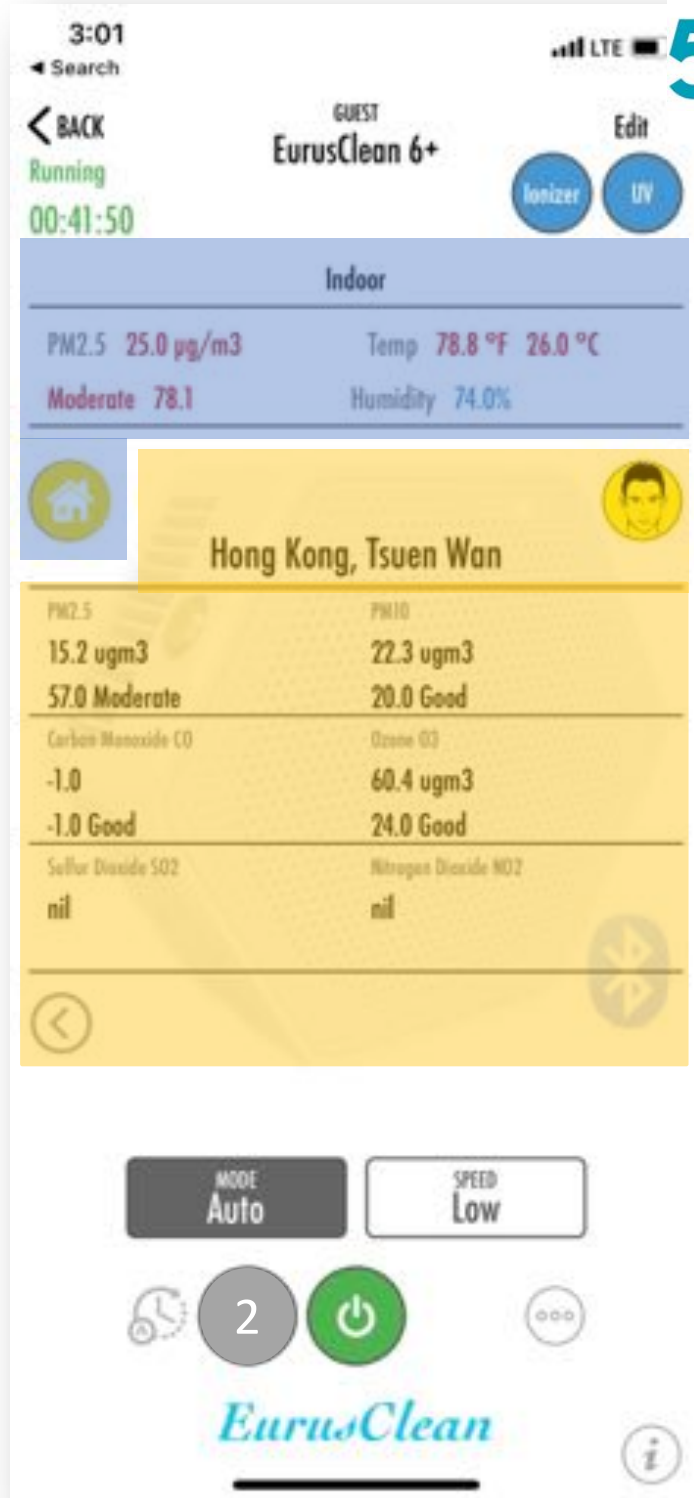 3:01
LTE
5
◀ Search
BACK
GUEST
EurusClean 6+
Edit
Running
00:41:50
Ionizer
UV
Indoor
PM2.5 25.0 µg/m3 Temp 78.8 °F 26.0 °C
Moderate 78.1 Humidity 74.0%
Hong Kong, Tsuen Wan
PM2.5 PM10
15.2 ugm3 22.3 ugm3
57.0 Moderate 20.0 Good
Carbon Monoxide CO Ozone O3
-1.0 60.4 ugm3
-1.0 Good 24.0 Good
Sulfur Dioxide SO2 Nitrogen Dioxide NO2
nil nil
MODE
Auto
SPEED
Low
A
2
EurusClean
i